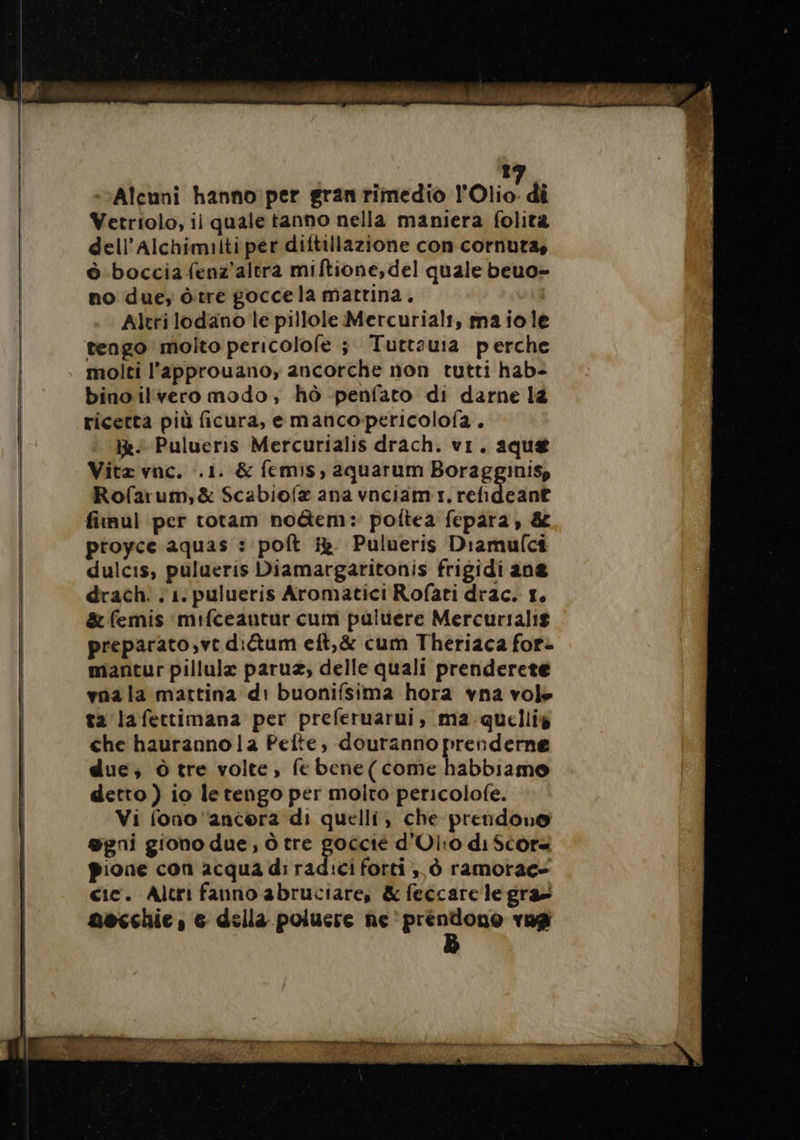 17
Alcuni hanno per gran rimedio l'Olio di
Vetriolo, il quale fanno nella maniera ſolita
dell'Alchimiſti per diſtillazione con cornuta,
ò boccia ſenz'altra miſtione, del quale beuo-
no due, ò tre goccela mattina.
Altri lodano le pillole Mercuriali, ma io le
tengo molto pericoloſe ; Tuttauia perche
molti l'approuano, ancorche non tutti hab-
bino il vero modo, hò penſato di darne la
ricetta più ſicura, e manco pericoloſa .
℞. Pulueris Mercurialis drach. vı. aquæ
Vitæ vnc. .1. & ſemis, aquarum Boragginis,
Roſarum, & Scabioſæ ana vnciam 1. reſideant
ſimul per totam noctem: poſtea ſepara, &
proyce aquas : poſt ℞. Pulueris Diamuſci
dulcis, pulueris Diamargaritonis frigidi ana
drach. .1. pulueris Aromatici Roſati drac. 1.
& ſemis miſceantur cum puluere Mercurialis
preparato, vt dictum eſt, & cum Theriaca for-
mantur pillulæ paruæ, delle quali prenderete
vna la mattina di buoniſsima hora vna vol-
ta la ſettimana per preſeruarui, ma quelli,
che hauranno la Peſte, douranno prenderne
due, ò tre volte, ſe bene ( come habbiamo
detto ) io le tengo per molto pericoloſe.
Vi ſono ancora di quelli, che prendono
ogni giono due, ò tre goccie d'Olio di Scor-
pione con acqua di radici forti , ò ramorac-
cie. Altri fanno abruciare, & ſeccare le gra-
nocchie, e della poluere ne prendono vna
B